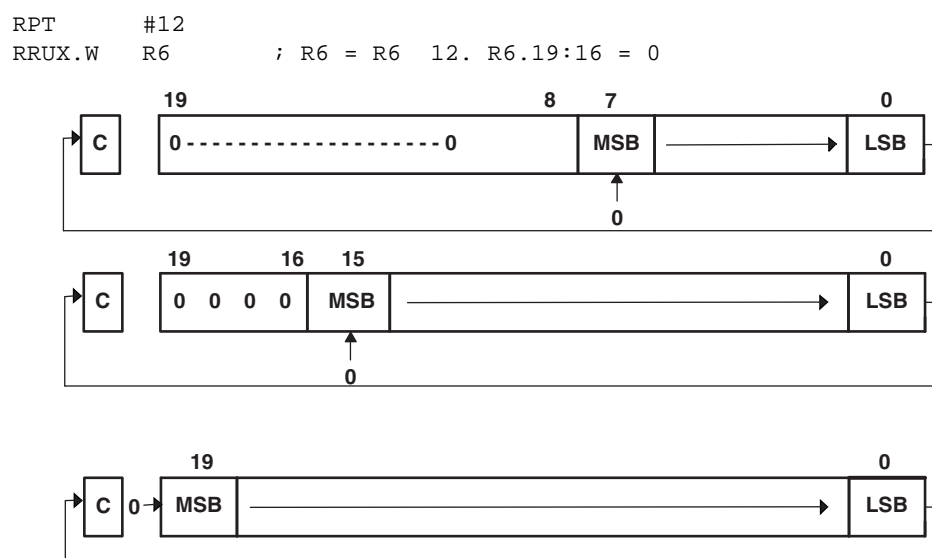 RPT #12
RRUX.W R6 ; R6 = R6 12. R6.19:16 = 0
19 8 7 0
C 0 - - - - - - - - - - - - - - - - - - - - 0 MSB LSB
0
19 16 15 0
C 0 0 0 0 MSB LSB
0
19 0
C 0 MSB LSB